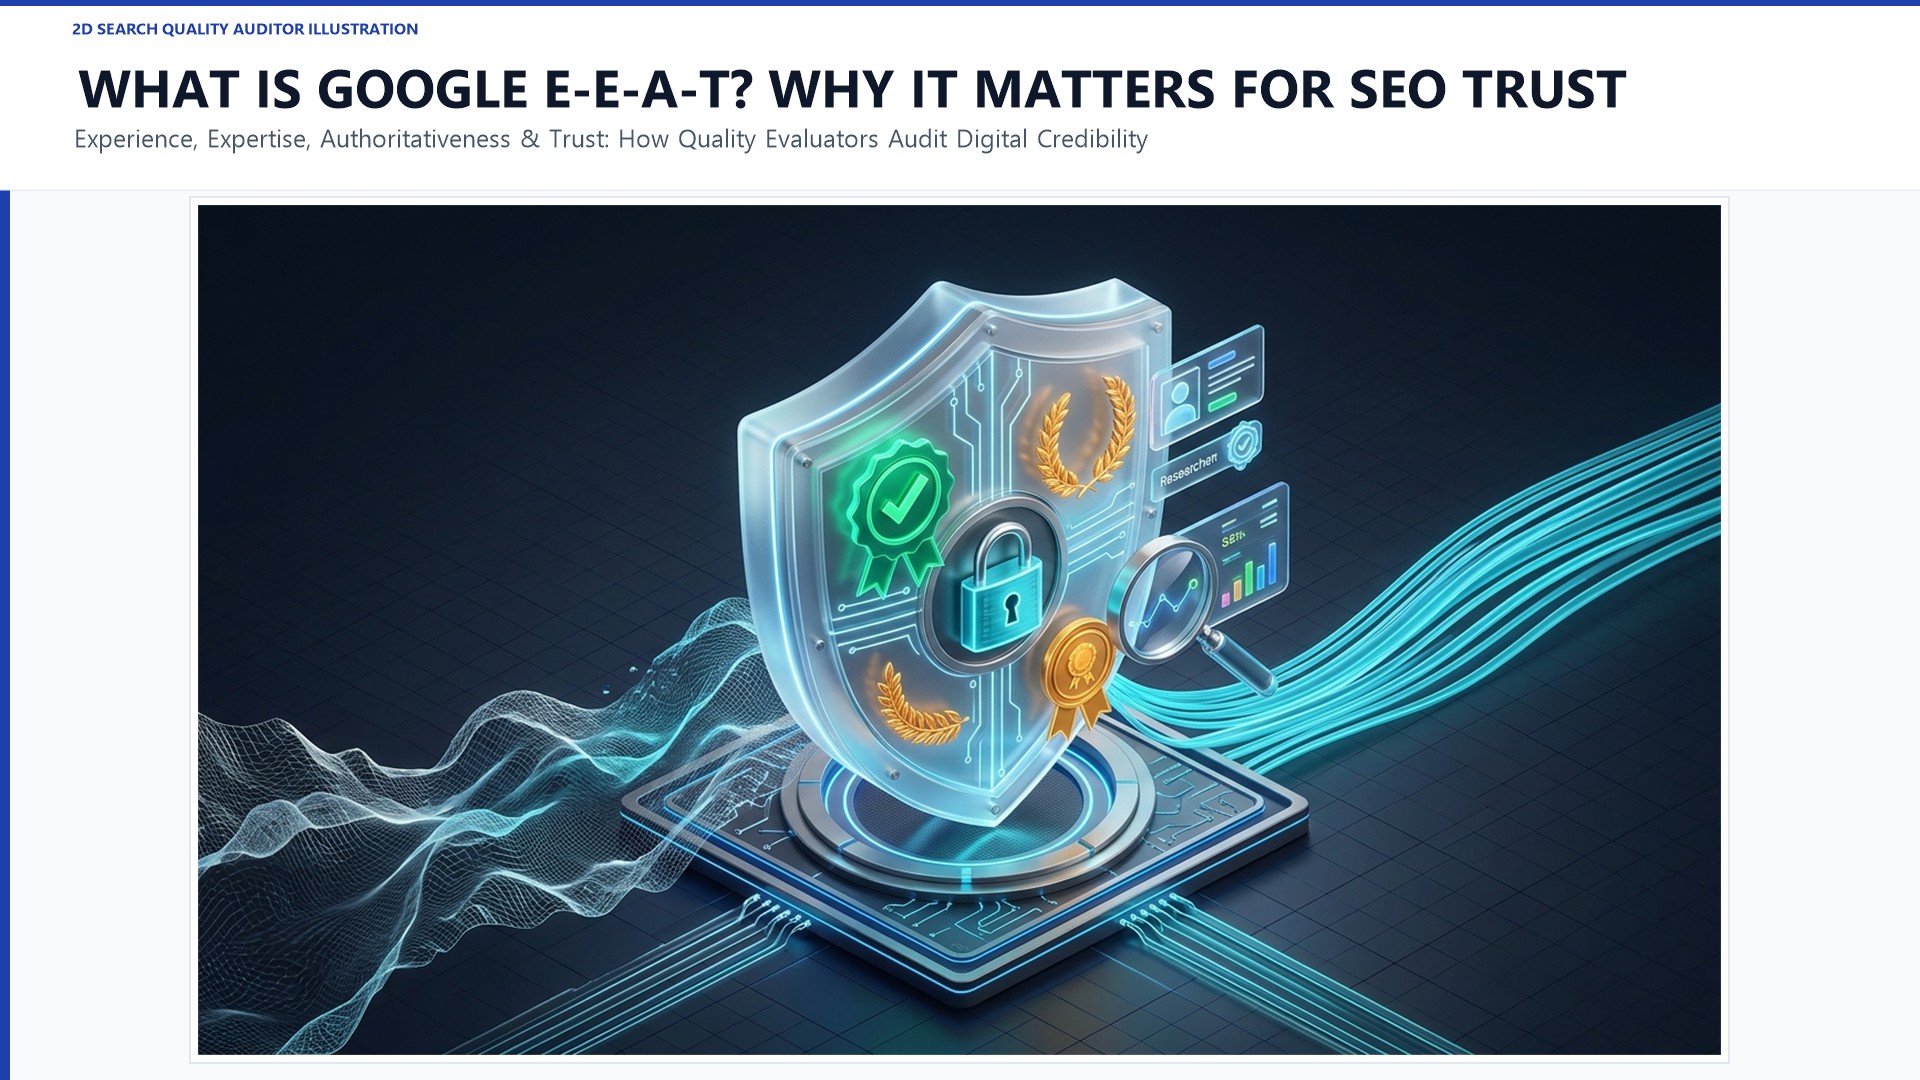 2D SEARCH QUALITY AUDITOR ILLUSTRATION
WHAT IS GOOGLE E-E-A-T? WHY IT MATTERS FOR SEO TRUST
Experience, Expertise, Authoritativeness & Trust: How Quality Evaluators Audit Digital Credibility